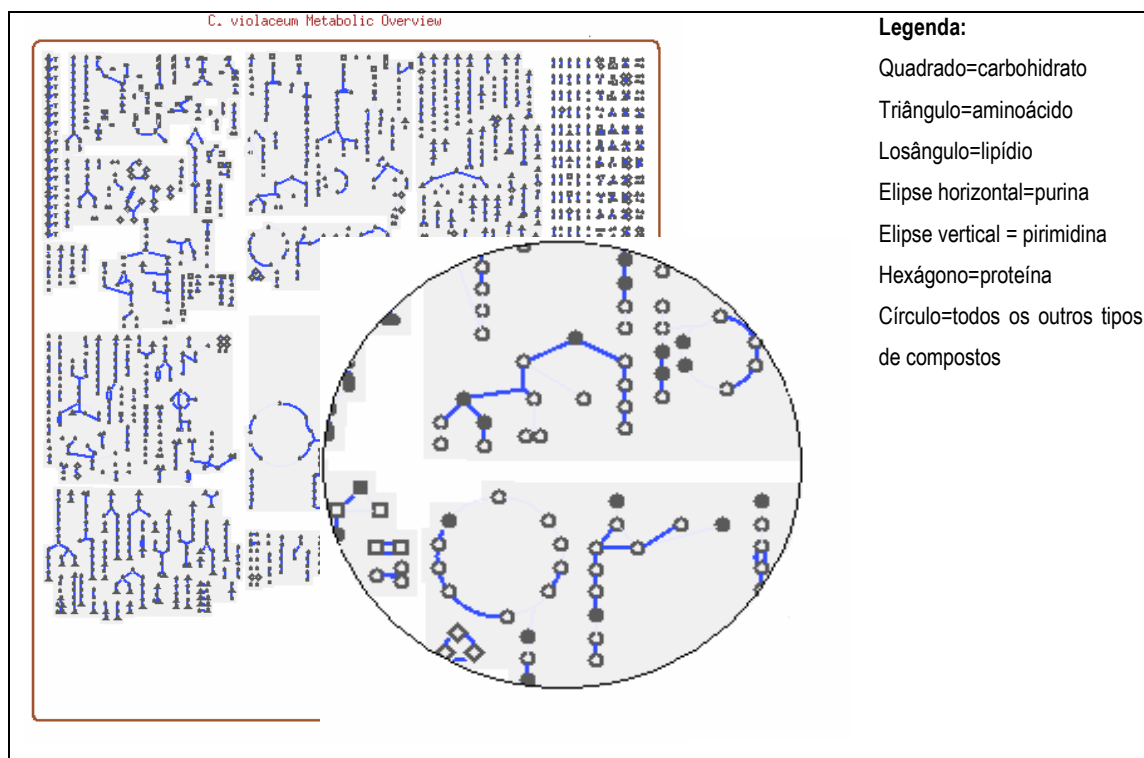 C. violaceum Metabolic Overview
Legenda:
Quadrado=carbohidrato
Triângulo=aminoácido
Losângulo=lipídio
Elipse horizontal=purina
Elipse vertical = pirimidina
Hexágono=proteína
Círculo=todos os outros tipos
de compostos